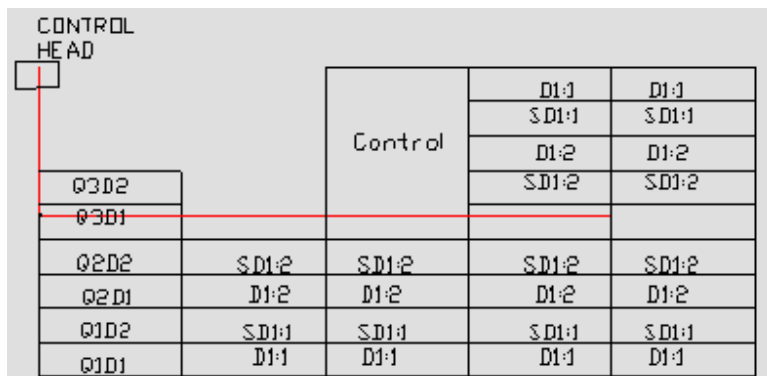 CONTROL
HEAD
D1:1 D1:1
SD1:1 SD1:1
Control
D1:2 D1:2
Q3D2 SD1:2 SD1:2
Q3D1
Q2D2 SD1:2 SD1:2 SD1:2 SD1:2
Q2D1 D1:2 D1:2 D1:2 D1:2
Q1D2 SD1:1 SD1:1 SD1:1 SD1:1
Q1D1 D1:1 D1:1 D1:1 D1:1